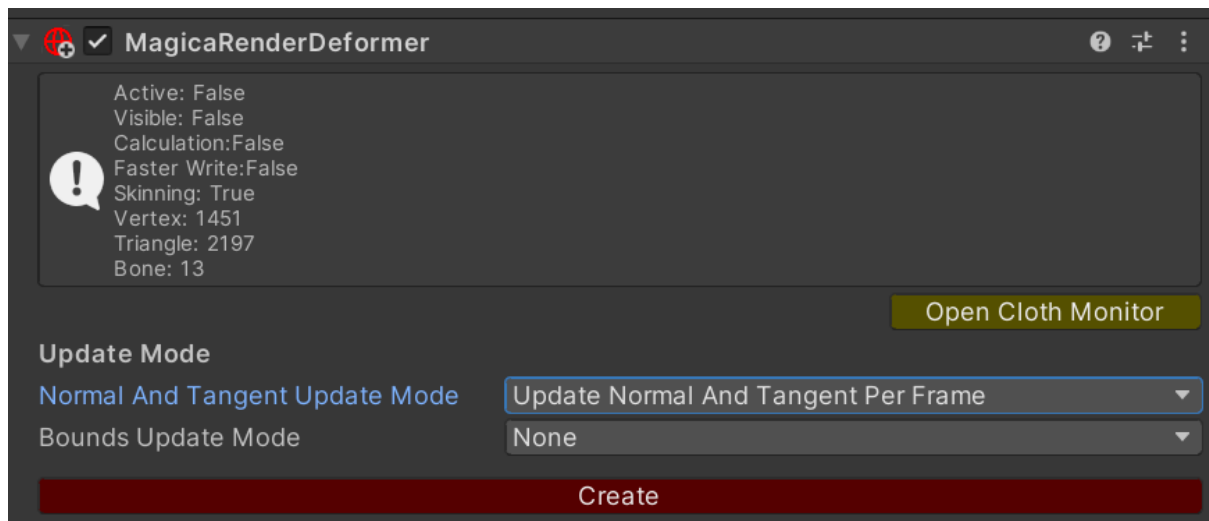 MagicaRenderDeformer
Active: False
Visible: False
Calculation:False
Faster Write:False
Skinning: True
Vertex: 1451
Triangle: 2197
Bone: 13
Open Cloth Monitor
Update Mode
Normal And Tangent Update Mode Update Normal And Tangent Per Frame
Bounds Update Mode None
Create